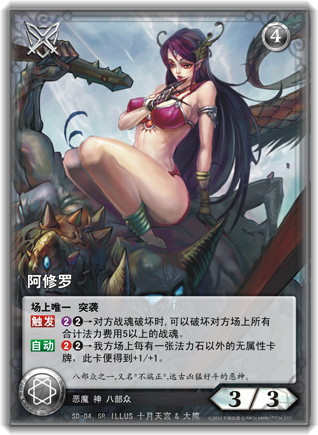 4
阿修罗
场上唯一 突袭
触发 2 2→对方战魂破坏时,可以破坏对方场上所有
合计法力费用5以上的战魂。
自动 2 2→我方场上每有一张法力石以外的无属性卡
牌，此卡便得到+1/+1。
八部众之一,又名"不端正",远古凶猛好斗的恶神。
恶魔 神 八部众
3/3
SD-04, SR ILLUS 十月天宫 & 大熊